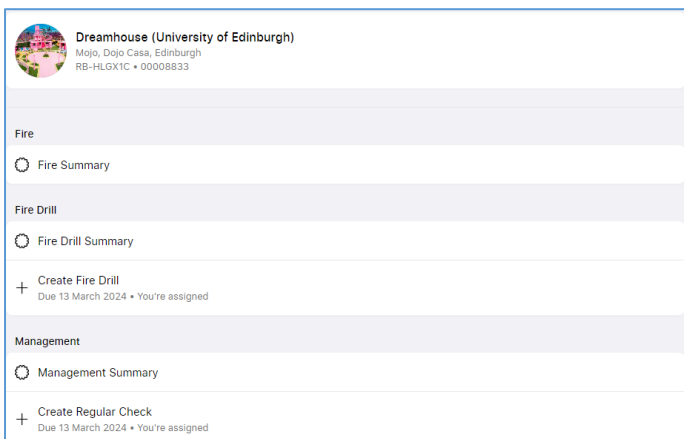 Dreamhouse (University of Edinburgh)
Mojo, Dojo Casa, Edinburgh
RB-HLGX1C • 00008833
Fire
Fire Summary
Fire Drill
Fire Drill Summary
Create Fire Drill
Due 13 March 2024 • You're assigned
Management
Management Summary
Create Regular Check
Due 13 March 2024 • You're assigned